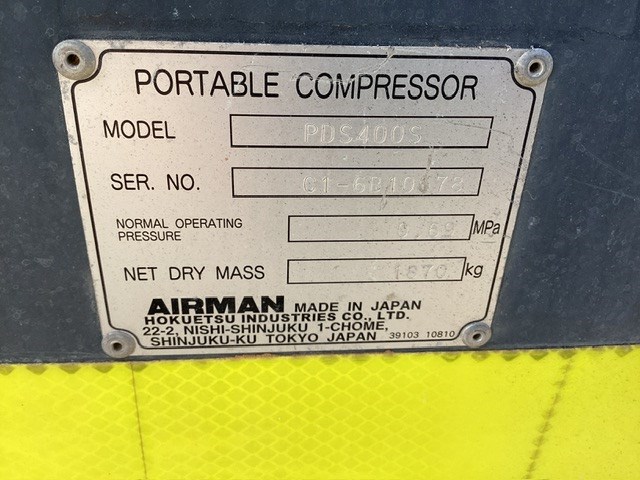 PORTABLE COMPRESSOR
MODEL PDS400S
SER. NO.
NORMAL OPERATING
PRESSURE MPa
NET DRY MASS 1870 kg
AIRMAN MADE IN JAPAN
HOKUETSU INDUSTRIES CO., LTD.
22-2, NISHI-SHINJUKU 1-CHOME,
SHINJUKU-KU TOKYO JAPAN 39103 10810